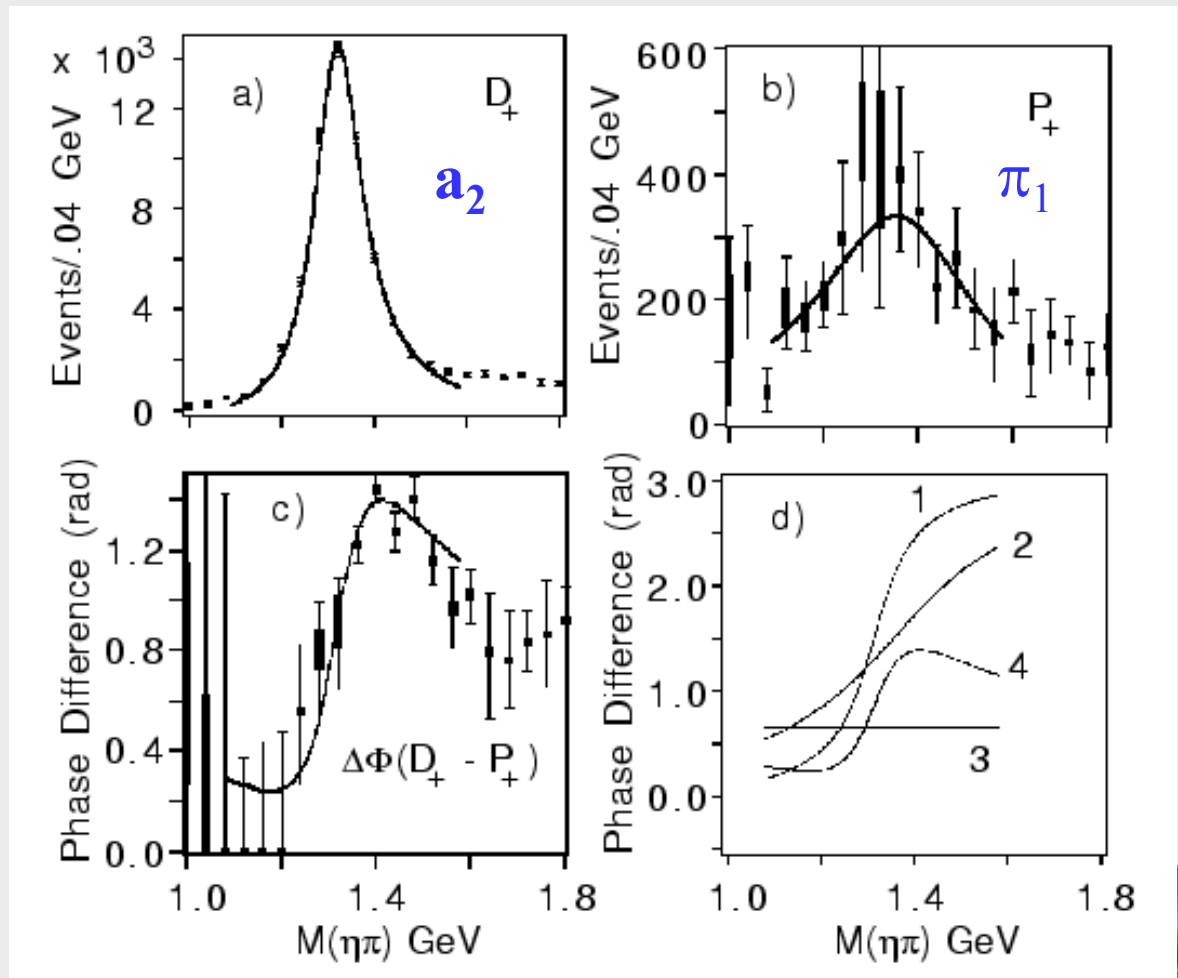 x 10³
a)
D₊
12
a₂
8
4
0
Events/.04 GeV
600
b)
P₊
π₁
400
200
0
Events/.04 GeV
c)
1.2
0.8
0.4
0.0
ΔΦ(D₊ - P₊)
Phase Difference (rad)
1.0 1.4 1.8
M(ηπ) GeV
3.0
d)
1
2
2.0
4
1.0
3
0.0
Phase Difference (rad)
1.0 1.4 1.8
M(ηπ) GeV